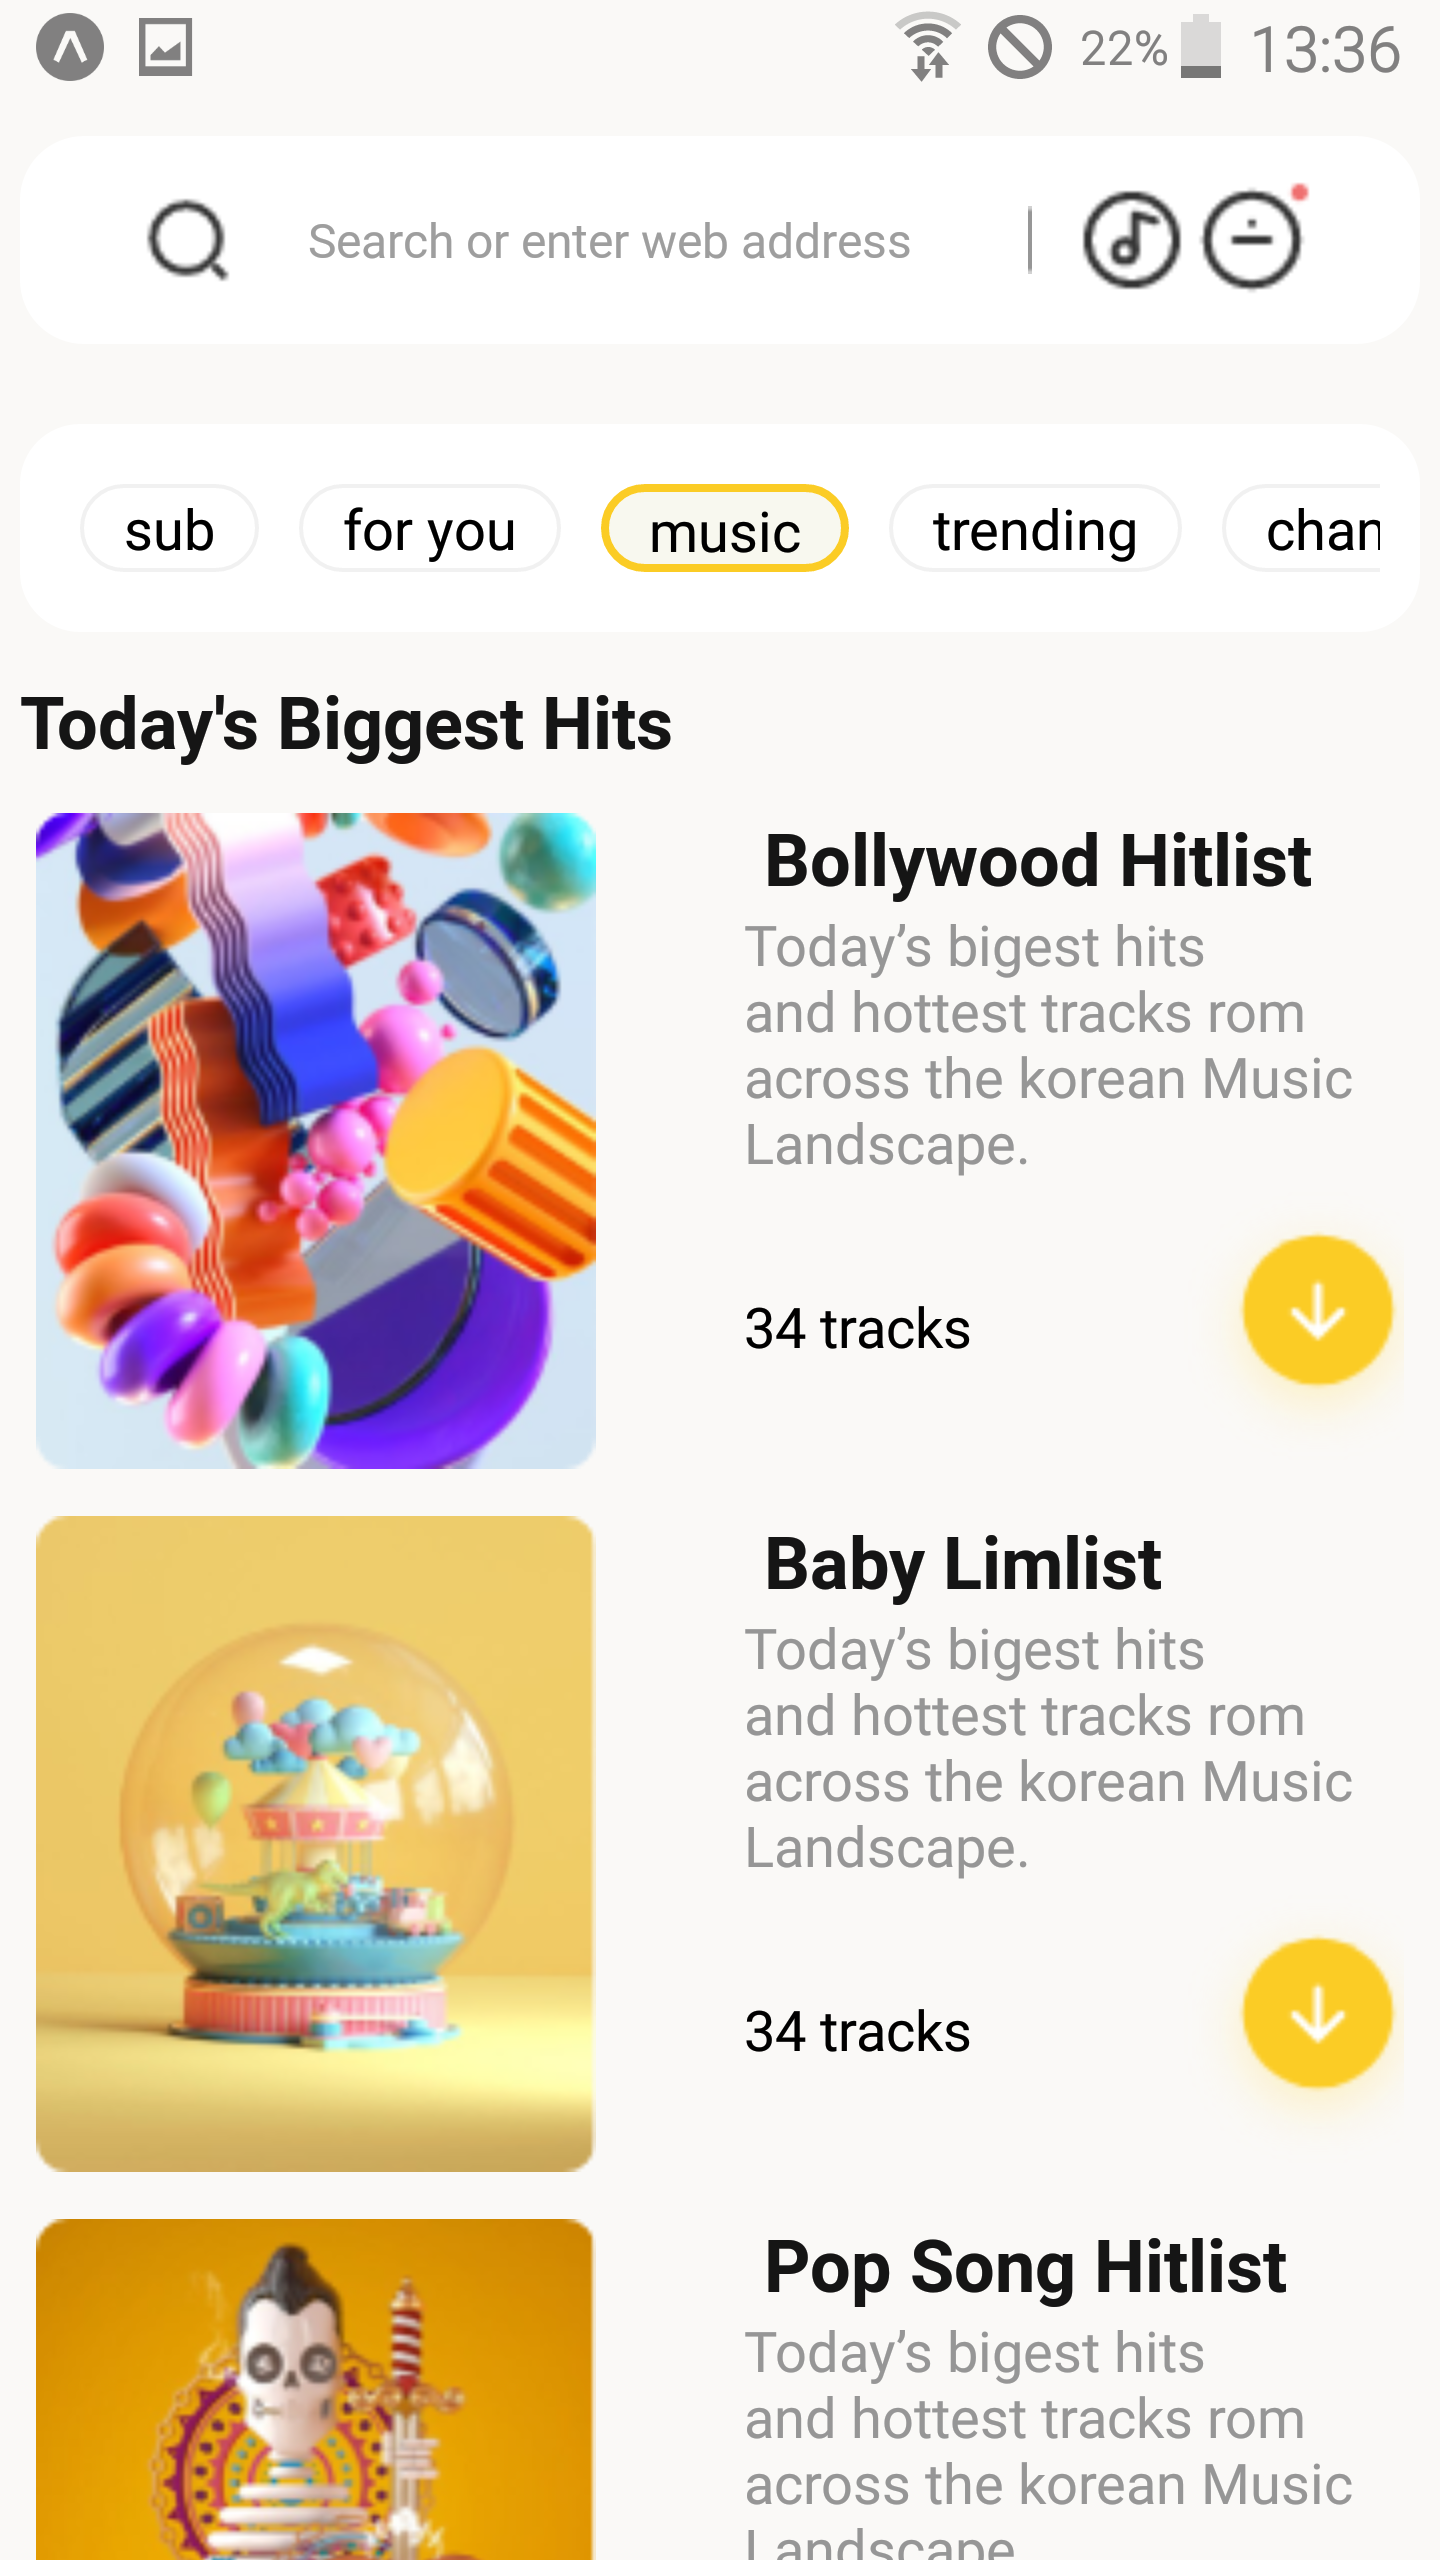 22% 13:36
Search or enter web address
sub for you music trending chan
Today's Biggest Hits
Bollywood Hitlist
Today’s bigest hits
and hottest tracks rom
across the korean Music
Landscape.
34 tracks
Baby Limlist
Today’s bigest hits
and hottest tracks rom
across the korean Music
Landscape.
34 tracks
Pop Song Hitlist
Today’s bigest hits
and hottest tracks rom
across the korean Music
Landscape